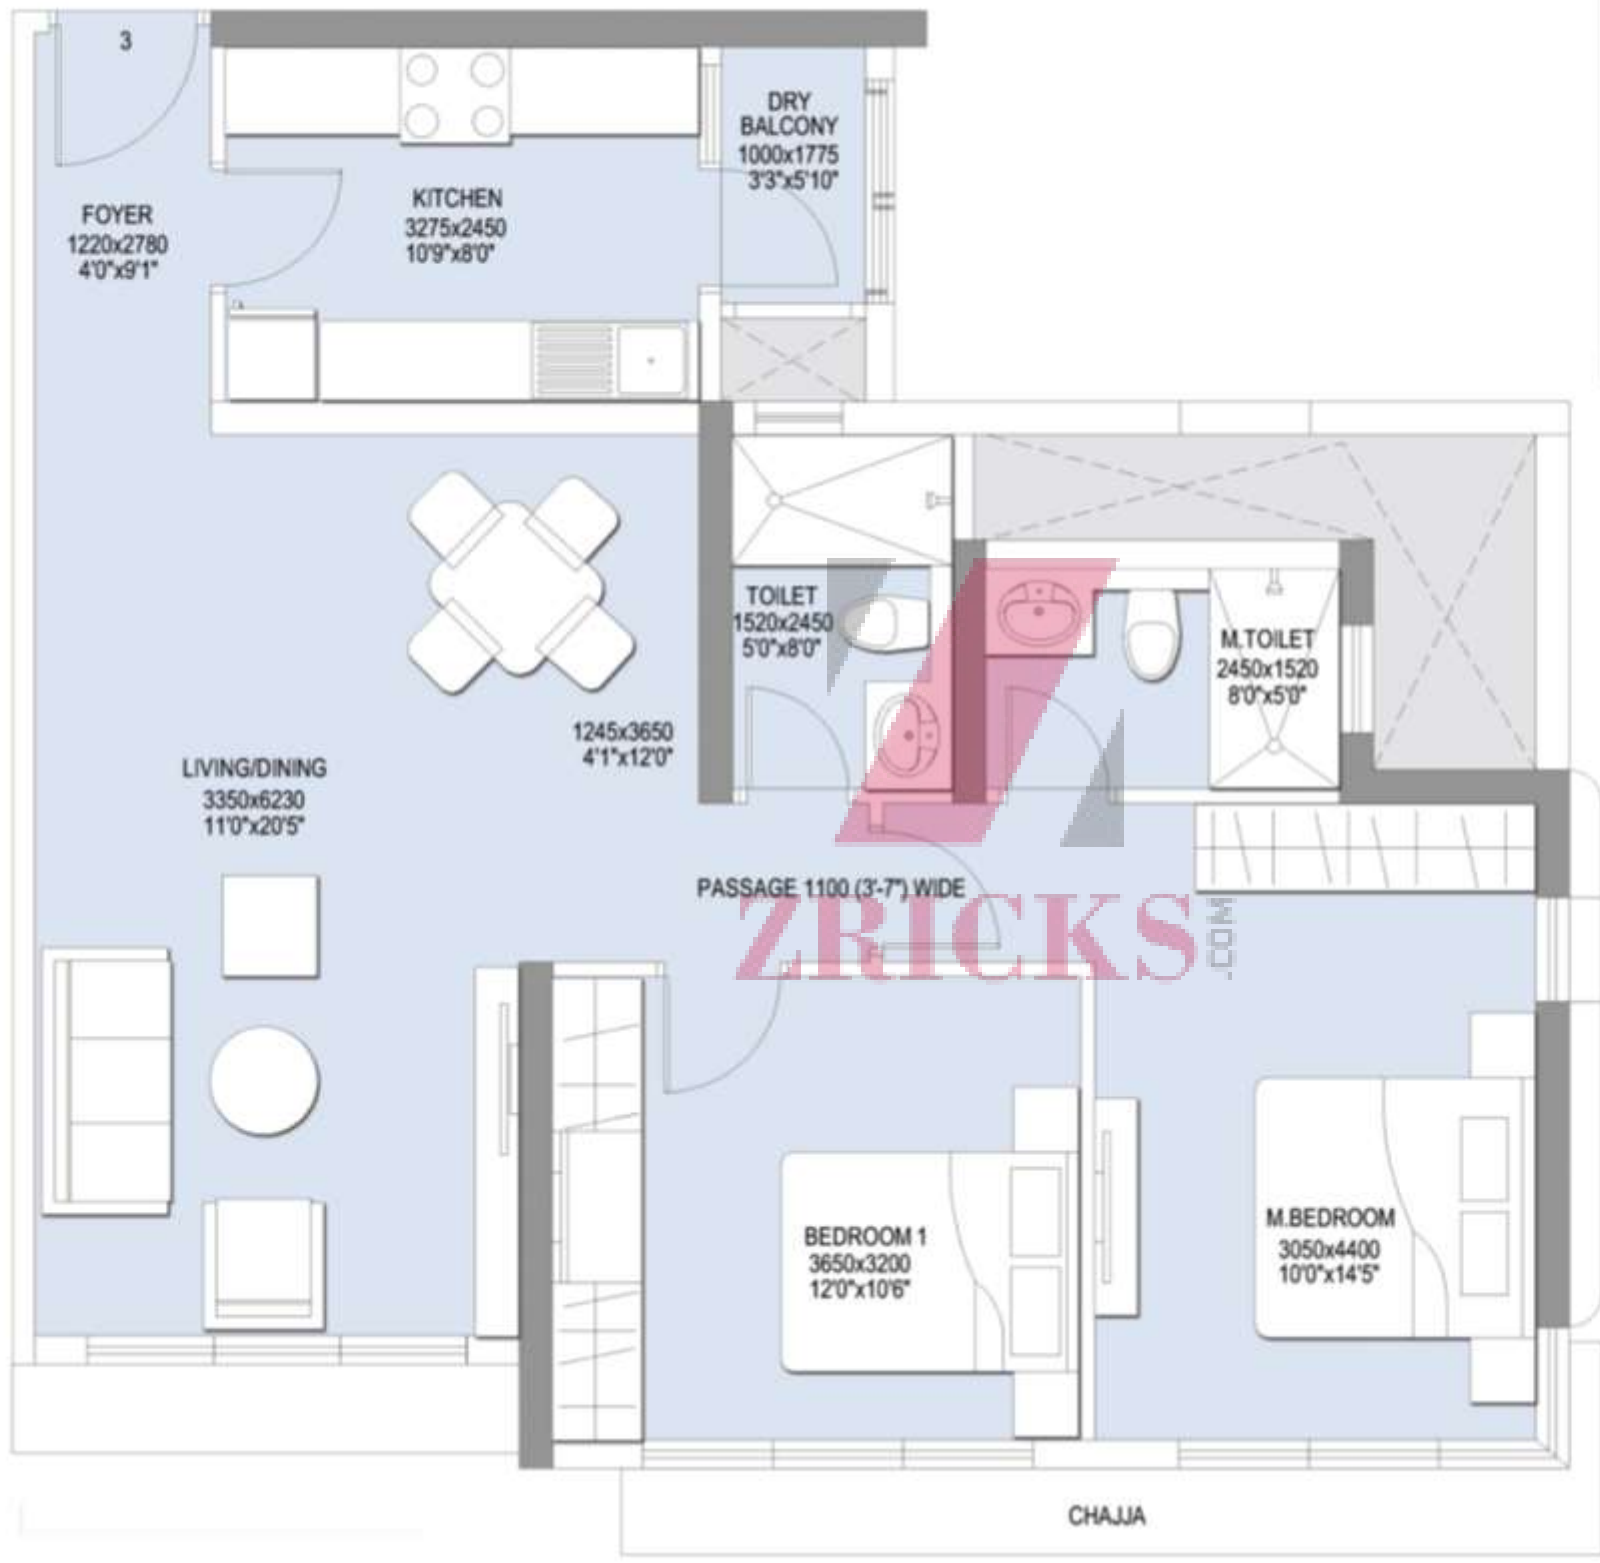 3
DRY
BALCONY
1000x1775
3'3"x5'10"
KITCHEN
3275x2450
10'9"x8'0"
FOYER
1220x2780
4'0"x9'1"
TOILET
1520x2450
5'0"x8'0"
M.TOILET
2450x1520
8'0"x5'0"
1245x3650
4'1"x12'0"
LIVING/DINING
3350x6230
11'0"x20'5"
PASSAGE 1100 (3'-7") WIDE
ZRICKS
.COM
M.BEDROOM
3050x4400
10'0"x14'5"
BEDROOM 1
3650x3200
12'0"x10'6"
CHAJJA